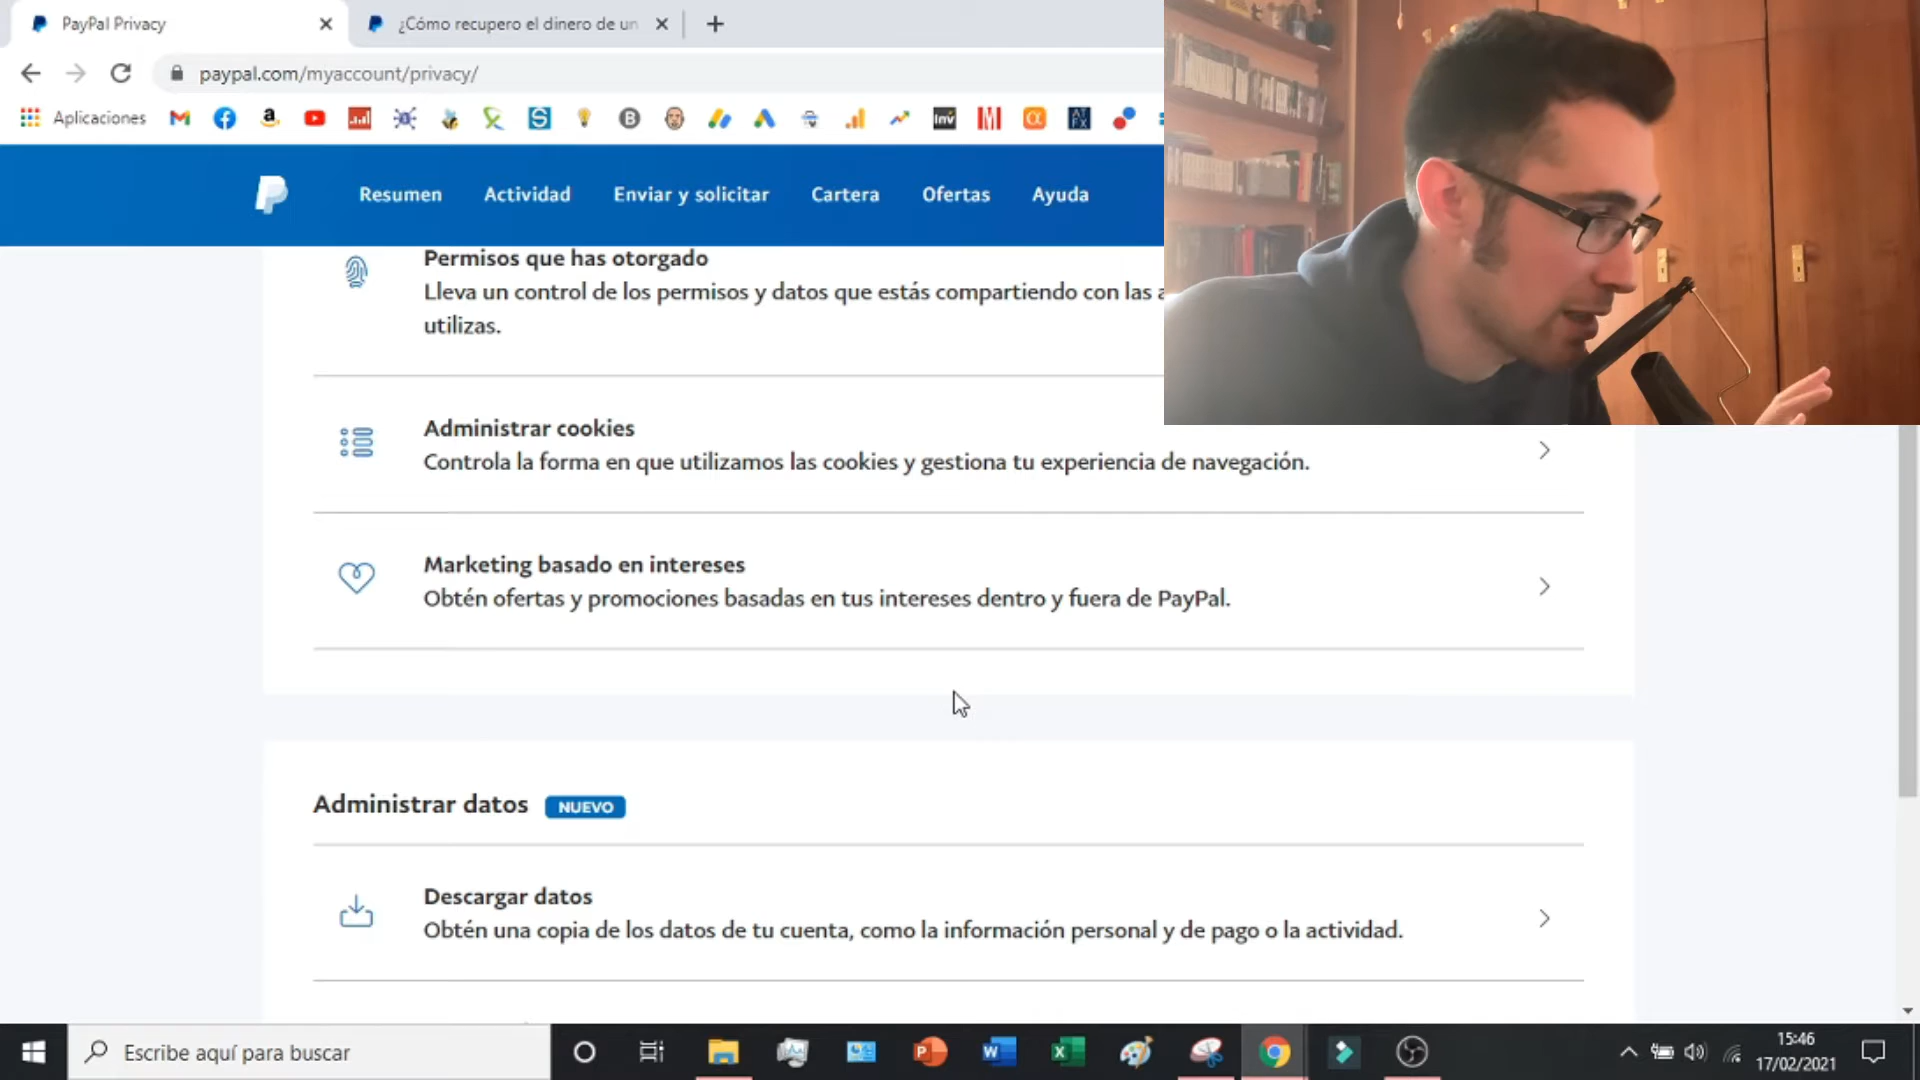 PayPal Privacy
¿Cómo recupero el dinero de un
paypal.com/myaccount/privacy/
Aplicaciones
Resumen
Actividad
Enviar y solicitar
Cartera
Ofertas
Ayuda
Permisos que has otorgado
Lleva un control de los permisos y datos que estás compartiendo con las a
utilizas.
Administrar cookies
Controla la forma en que utilizamos las cookies y gestiona tu experiencia de navegación.
Marketing basado en intereses
Obtén ofertas y promociones basadas en tus intereses dentro y fuera de PayPal.
Administrar datos NUEVO
Descargar datos
Obtén una copia de los datos de tu cuenta, como la información personal y de pago o la actividad.
Escribe aquí para buscar
15:46
17/02/2021